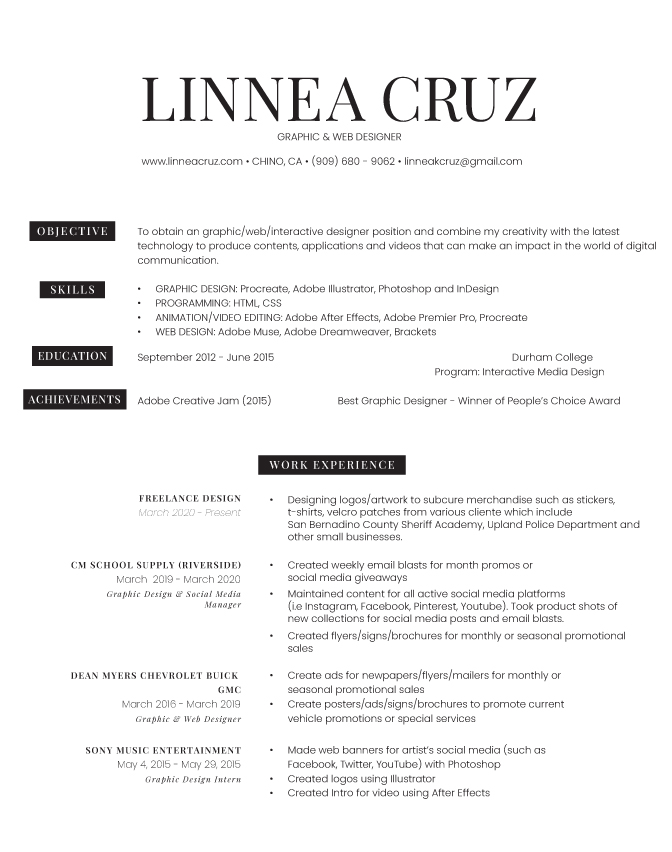 LINNEA CRUZ
GRAPHIC & WEB DESIGNER
www.linneacruz.com • CHINO, CA • (909) 680 - 9062 • linneakcruz@gmail.com
OBJECTIVE
To obtain an graphic/web/interactive designer position and combine my creativity with the latest
technology to produce contents, applications and videos that can make an impact in the world of digital
communication.
SKILLS
• GRAPHIC DESIGN: Procreate, Adobe Illustrator, Photoshop and InDesign
• PROGRAMMING: HTML, CSS
• ANIMATION/VIDEO EDITING: Adobe After Effects, Adobe Premier Pro, Procreate
• WEB DESIGN: Adobe Muse, Adobe Dreamweaver, Brackets
EDUCATION
September 2012 - June 2015 Durham College
Program: Interactive Media Design
ACHIEVEMENTS
Adobe Creative Jam (2015) Best Graphic Designer - Winner of People's Choice Award
WORK EXPERIENCE
FREELANCE DESIGN
March 2020 - Present
• Designing logos/artwork to subcure merchandise such as stickers,
t-shirts, velcro patches from various cliente which include
San Bernadino County Sheriff Academy, Upland Police Department and
other small businesses.
CM SCHOOL SUPPLY (RIVERSIDE)
March 2019 - March 2020
Graphic Design & Social Media
Manager
• Created weekly email blasts for month promos or
social media giveaways
• Maintained content for all active social media platforms
(i.e Instagram, Facebook, Pinterest, Youtube). Took product shots of
new collections for social media posts and email blasts.
• Created flyers/signs/brochures for monthly or seasonal promotional
sales
DEAN MYERS CHEVROLET BUICK
GMC
March 2016 - March 2019
Graphic & Web Designer
• Create ads for newpapers/flyers/mailers for monthly or
seasonal promotional sales
• Create posters/ads/signs/brochures to promote current
vehicle promotions or special services
SONY MUSIC ENTERTAINMENT
May 4, 2015 - May 29, 2015
Graphic Design Intern
• Made web banners for artist's social media (such as
Facebook, Twitter, YouTube) with Photoshop
• Created logos using Illustrator
• Created Intro for video using After Effects